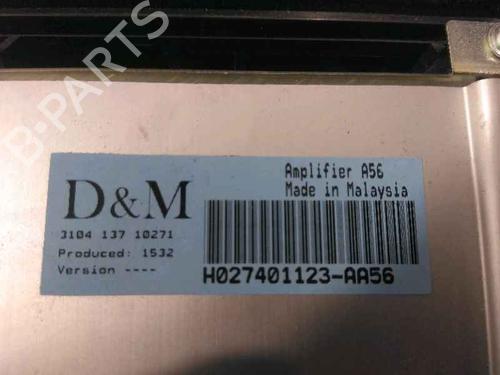 B-PARTS
D&M
3104 137 10271
Produced: 1532
Version ----
Amplifier A56
Made in Malaysia
H027401123-AA56